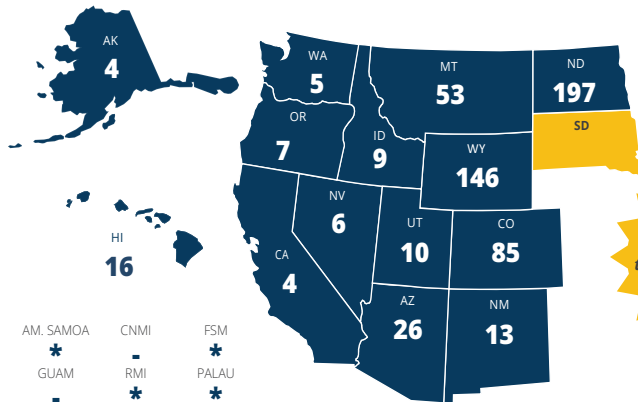 AK
4
WA
5
MT
53
ND
197
OR
7
ID
9
SD
WY
146
NV
6
UT
10
CO
85
HI
16
CA
4
AZ
26
NM
13
AM. SAMOA CNMI FSM
* - *
GUAM RMI PALAU
- * *